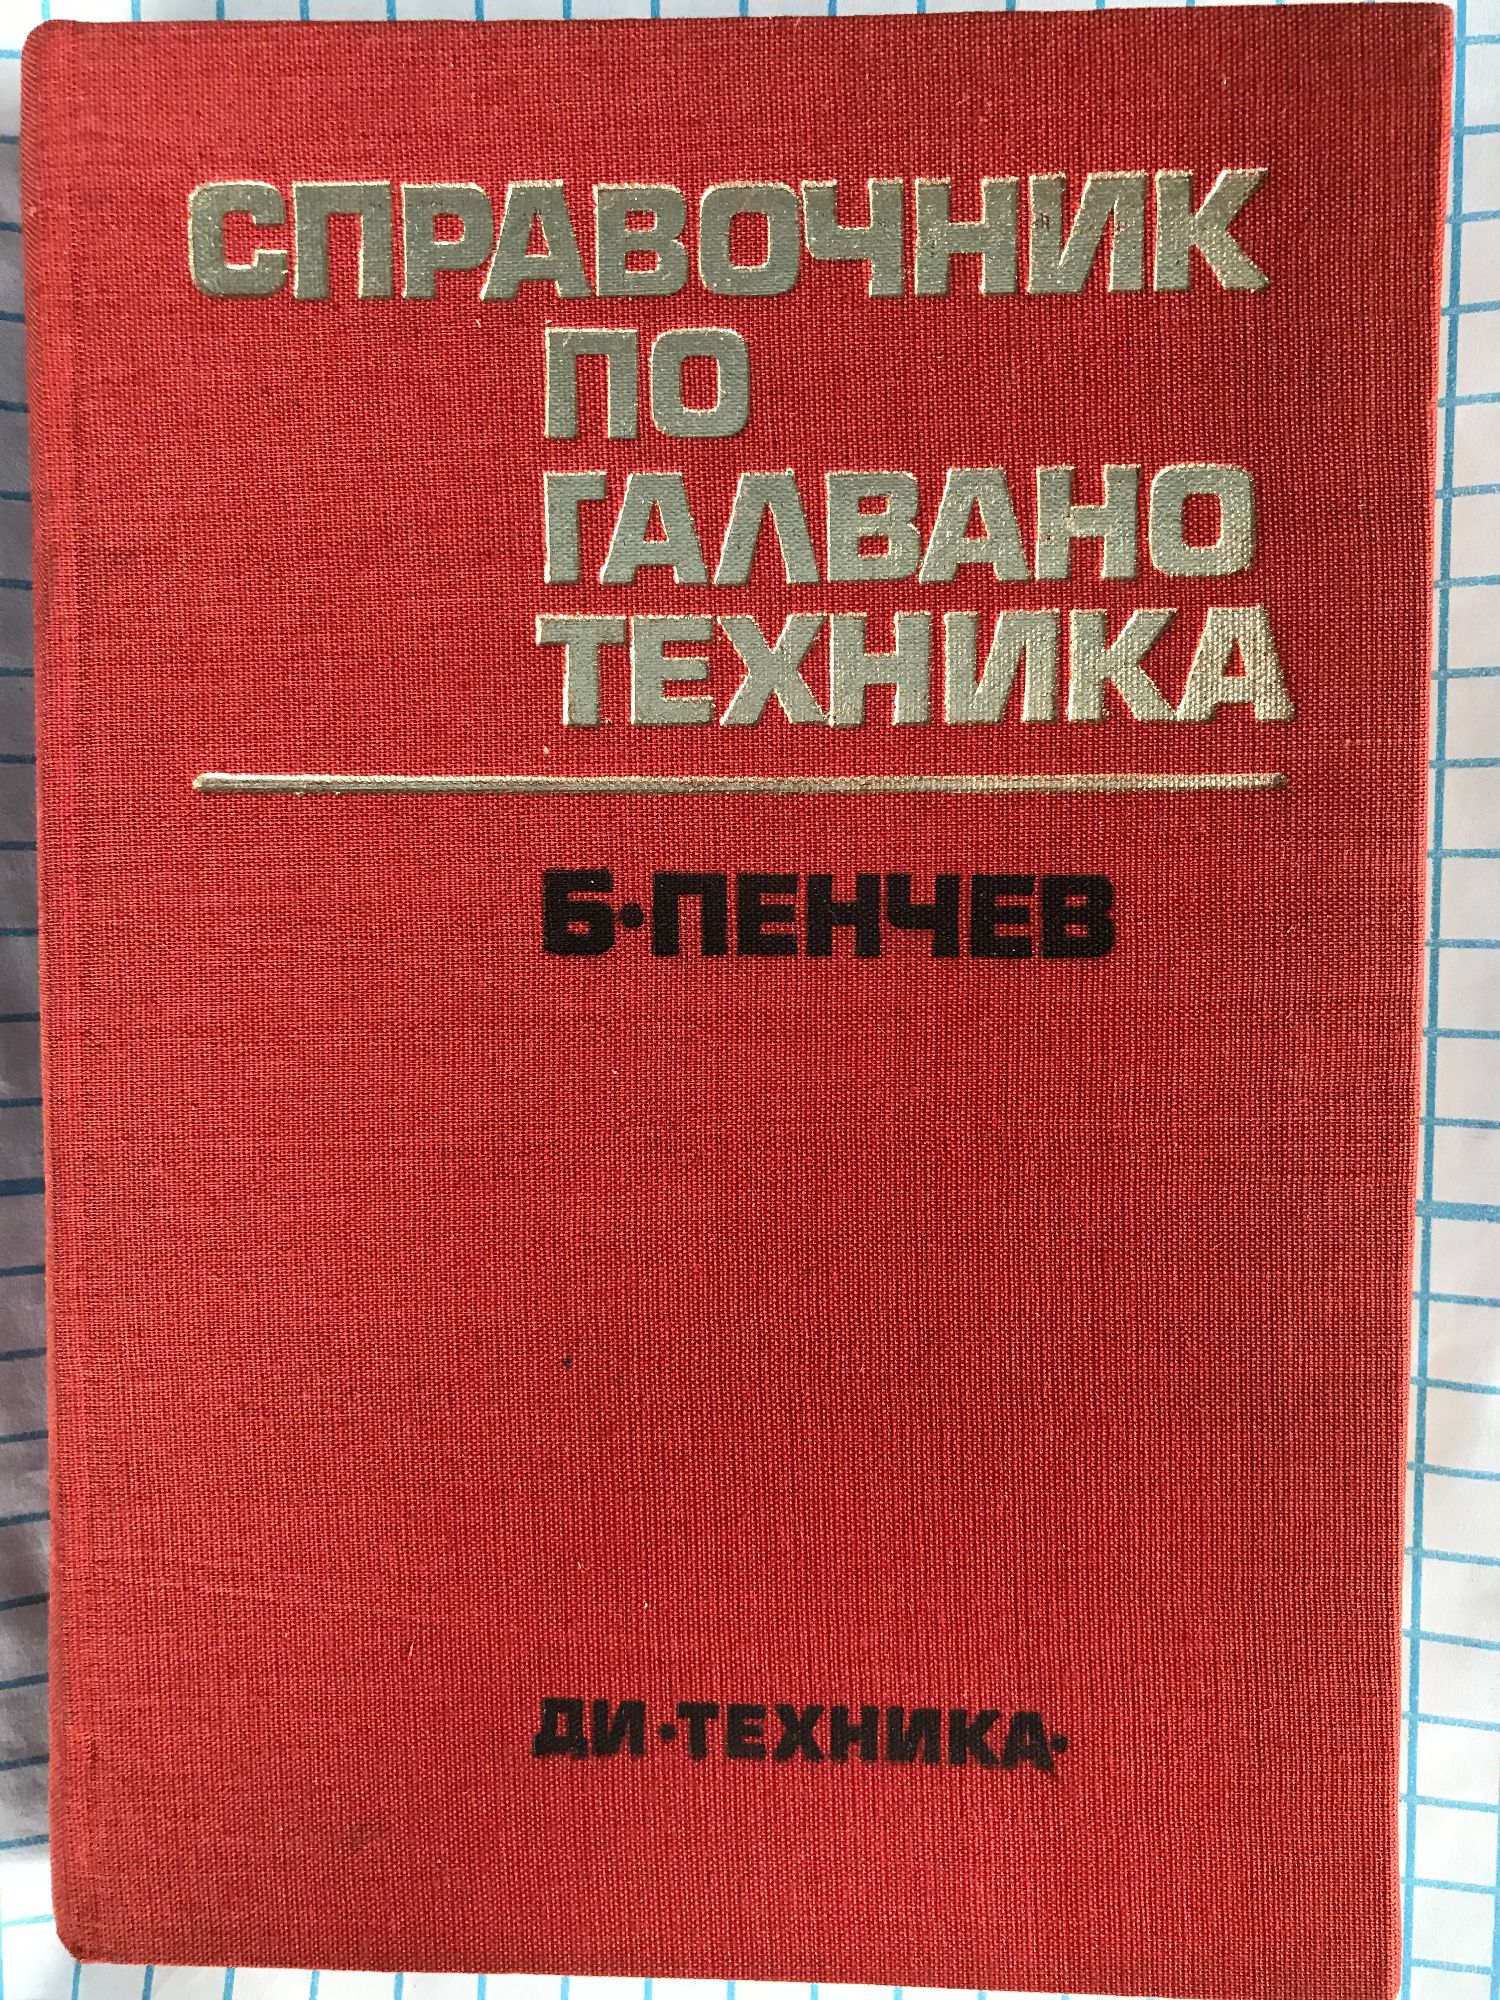 СПРАВОЧНИК
ПО
ГАЛВАНО
ТЕХНИКА
Б·ПЕНЧЕВ
ДИ·ТЕХНИКА·